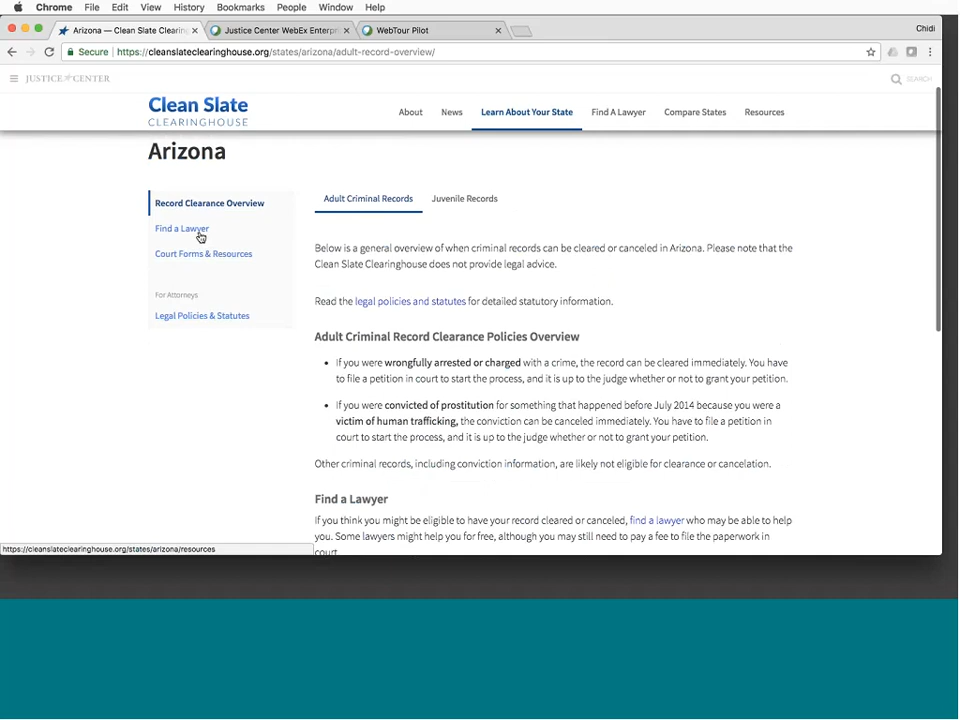 Chrome File Edit View History Bookmarks People Window Help
Arizona — Clean Slate Clearing
Justice Center WebEx Enterpr
WebTour Pilot
Chidi
Secure https://cleanslateclearinghouse.org/states/arizona/adult-record-overview/
JUSTICE CENTER
SEARCH
Clean Slate
CLEARINGHOUSE
About News Learn About Your State Find A Lawyer Compare States Resources
Arizona
Record Clearance Overview
Find a Lawyer
Court Forms & Resources
For Attorneys
Legal Policies & Statutes
Adult Criminal Records Juvenile Records
Below is a general overview of when criminal records can be cleared or canceled in Arizona. Please note that the
Clean Slate Clearinghouse does not provide legal advice.
Read the legal policies and statutes for detailed statutory information.
Adult Criminal Record Clearance Policies Overview
• If you were wrongfully arrested or charged with a crime, the record can be cleared immediately. You have
to file a petition in court to start the process, and it is up to the judge whether or not to grant your petition.
• If you were convicted of prostitution for something that happened before July 2014 because you were a
victim of human trafficking, the conviction can be canceled immediately. You have to file a petition in
court to start the process, and it is up to the judge whether or not to grant your petition.
Other criminal records, including conviction information, are likely not eligible for clearance or cancelation.
Find a Lawyer
If you think you might be eligible to have your record cleared or canceled, find a lawyer who may be able to help
you. Some lawyers might help you for free, although you may still need to pay a fee to file the paperwork in
court.
https://cleanslateclearinghouse.org/states/arizona/resources